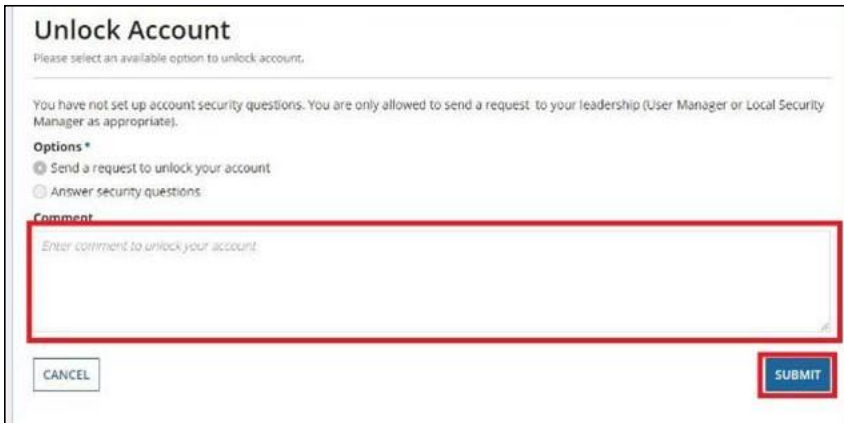 Unlock Account
Please select an available option to unlock account.
You have not set up account security questions. You are only allowed to send a request to your leadership (User Manager or Local Security
Manager as appropriate).
Options *
Send a request to unlock your account
Answer security questions
Comment
Enter comment to unlock your account
CANCEL
SUBMIT